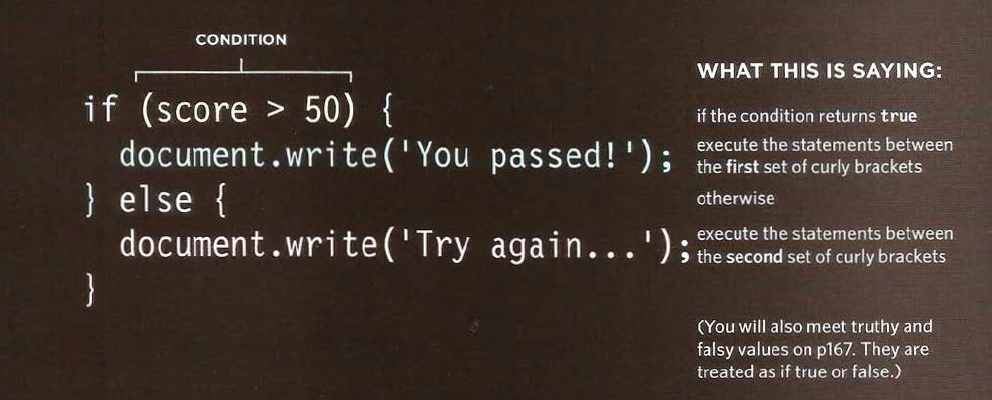 CONDITION
if (score > 50) {
document.write('You passed!');
} else {
document.write('Try again...');
}
WHAT THIS IS SAYING:
if the condition returns true
execute the statements between
the first set of curly brackets
otherwise
execute the statements between
the second set of curly brackets
(You will also meet truthy and
falsy values on p167. They are
treated as if true or false.)